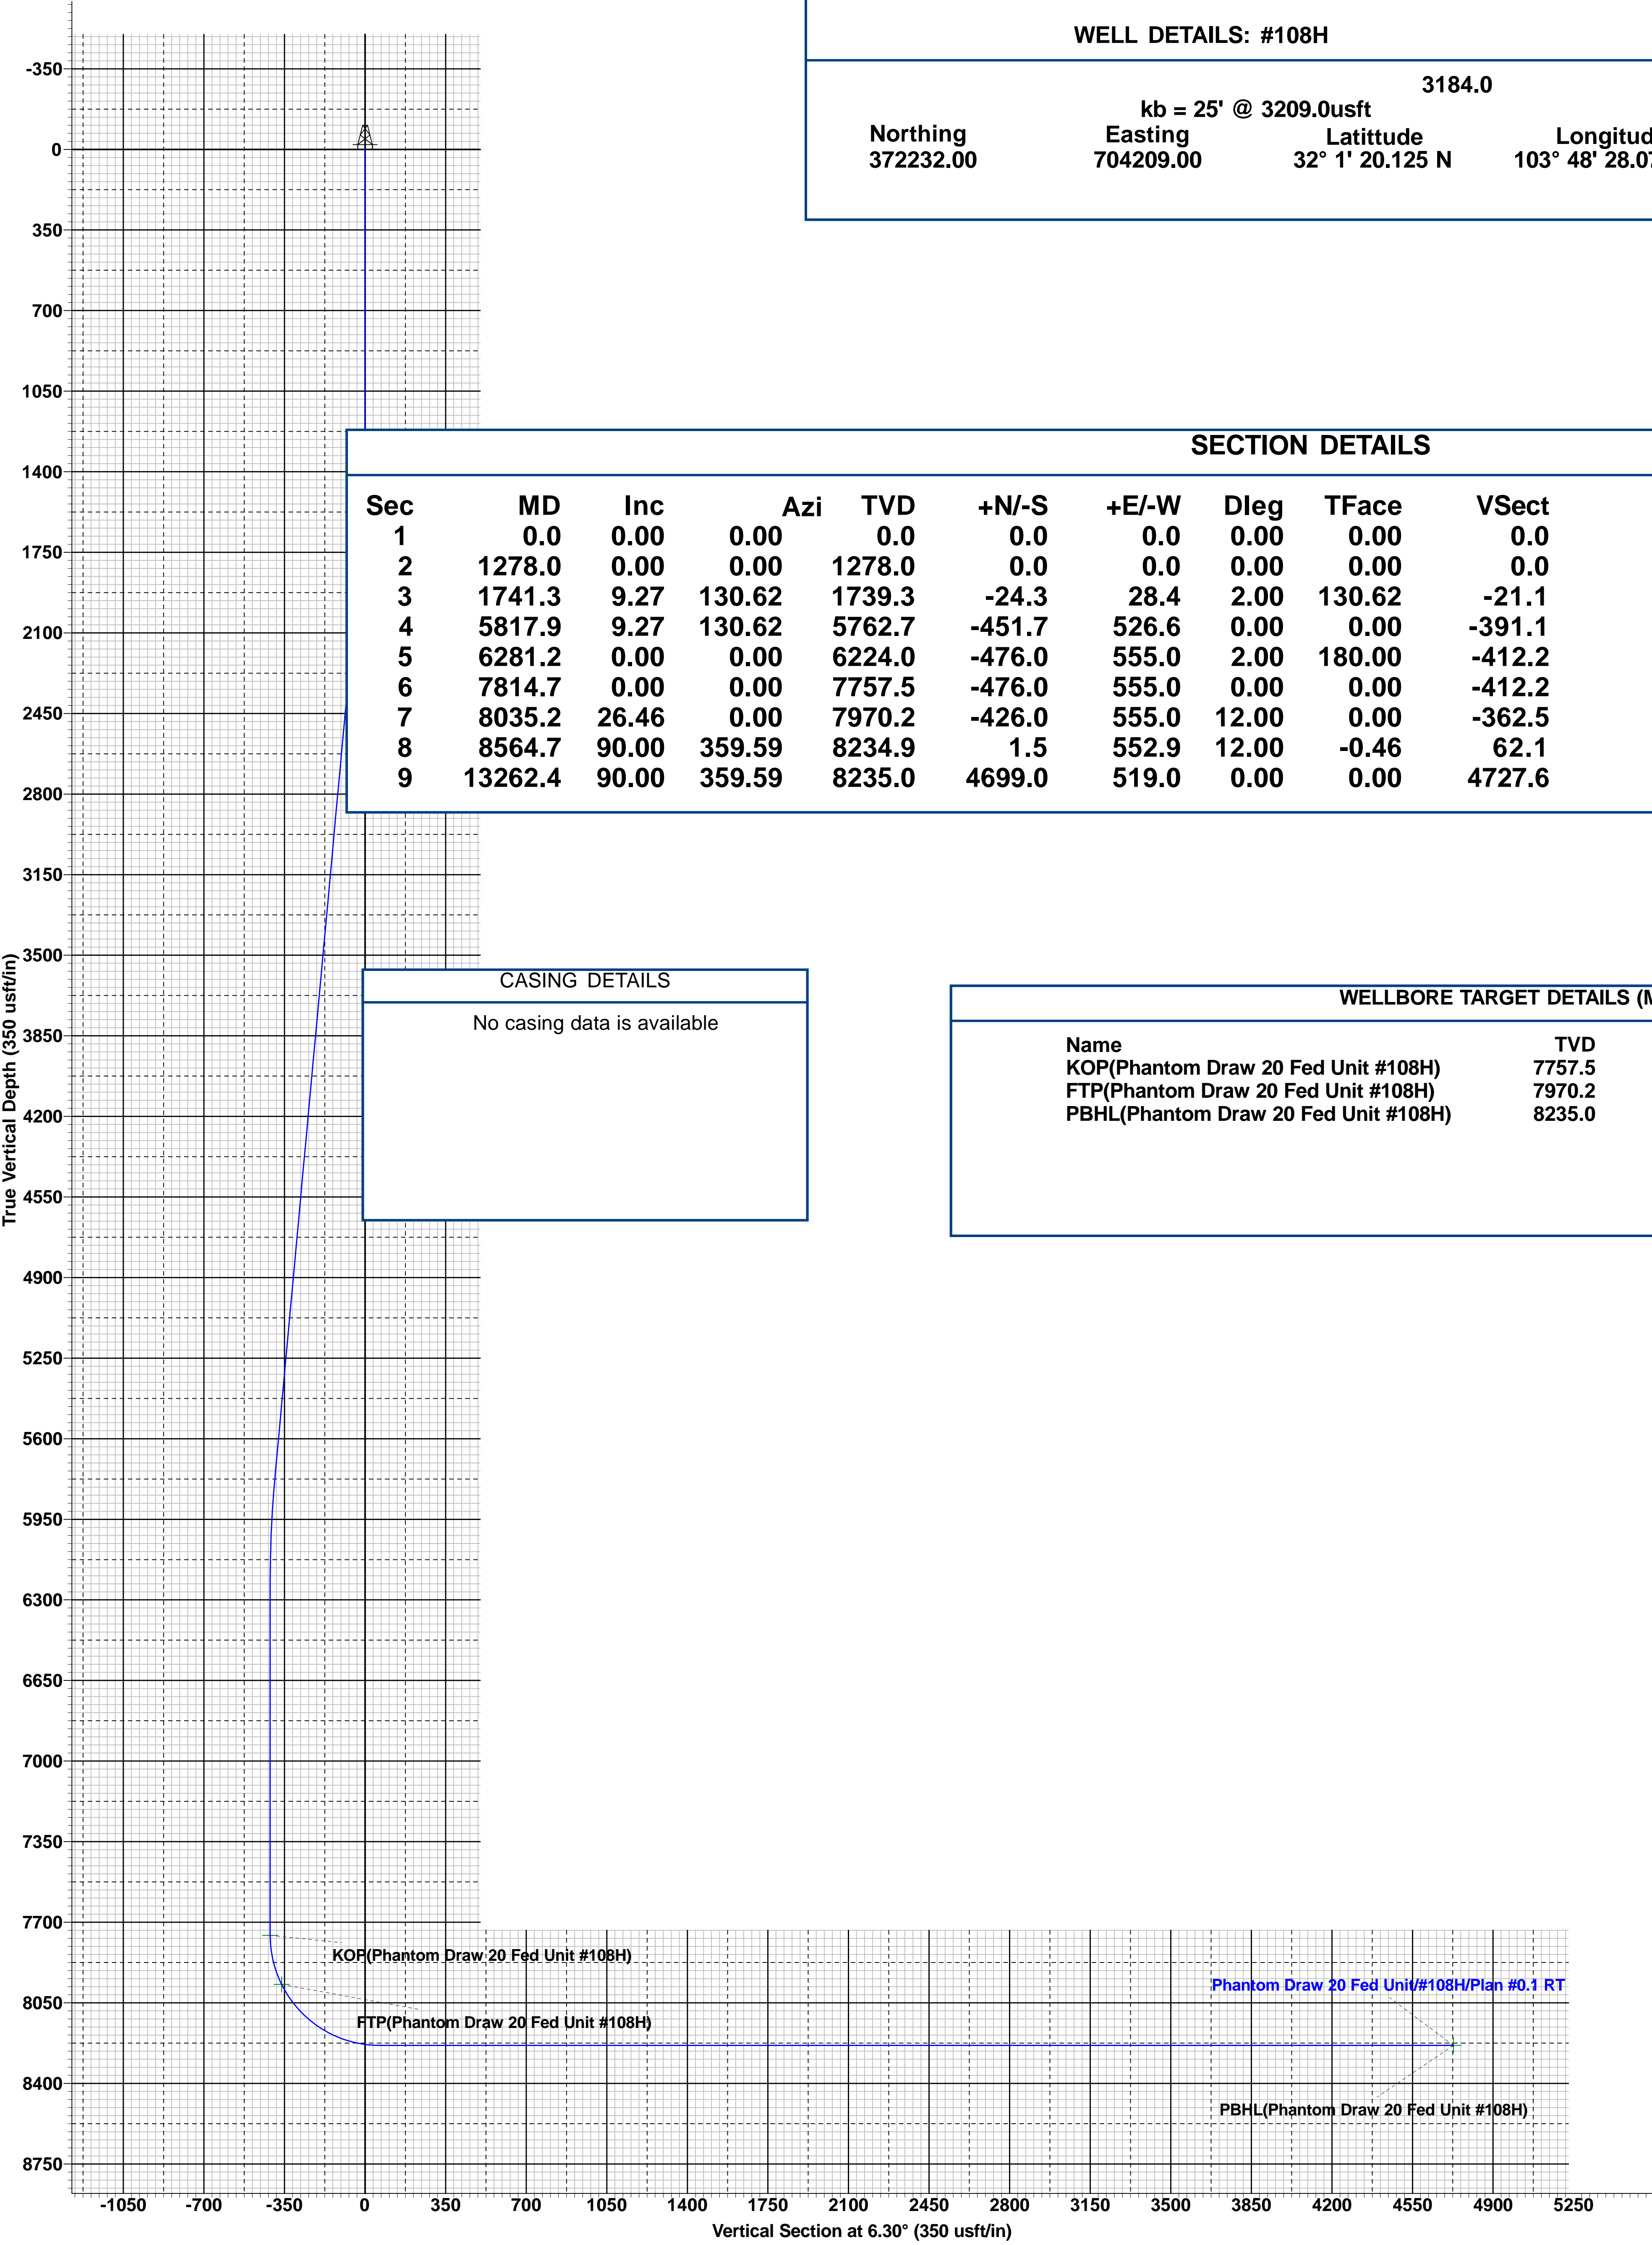 WELL DETAILS: #108H
3184.0
kb = 25' @ 3209.0usft
Northing Easting Latittude
372232.00 704209.00 32° 1' 20.125 N
SECTION DETAILS
Sec MD Inc Azi TVD +N/-S +E/-W Dleg TFace VSect
1 0.0 0.00 0.00 0.0 0.0 0.0 0.00 0.00 0.0
2 1278.0 0.00 0.00 1278.0 0.0 0.0 0.00 0.00 0.0
3 1741.3 9.27 130.62 1739.3 -24.3 28.4 2.00 130.62 -21.1
4 5817.9 9.27 130.62 5762.7 -451.7 526.6 0.00 0.00 -391.1
5 6281.2 0.00 0.00 6224.0 -476.0 555.0 2.00 180.00 -412.2
6 7814.7 0.00 0.00 7757.5 -476.0 555.0 0.00 0.00 -412.2
7 8035.2 26.46 0.00 7970.2 -426.0 555.0 12.00 0.00 -362.5
8 8564.7 90.00 359.59 8234.9 1.5 552.9 12.00 -0.46 62.1
9 13262.4 90.00 359.59 8235.0 4699.0 519.0 0.00 0.00 4727.6
CASING DETAILS
No casing data is available
WELLBORE TARGET DETAILS
Name TVD
KOP(Phantom Draw 20 Fed Unit #108H) 7757.5
FTP(Phantom Draw 20 Fed Unit #108H) 7970.2
PBHL(Phantom Draw 20 Fed Unit #108H) 8235.0
True Vertical Depth (350 usft/in)
-350
0
350
700
1050
1400
1750
2100
2450
2800
3150
3500
3850
4200
4550
4900
5250
5600
5950
6300
6650
7000
7350
7700
8050
8400
8750
KOP(Phantom Draw 20 Fed Unit #108H)
FTP(Phantom Draw 20 Fed Unit #108H)
Phantom Draw 20 Fed Unit/#108H/Plan #0.1 RT
PBHL(Phantom Draw 20 Fed Unit #108H)
-1050 -700 -350 0 350 700 1050 1400 1750 2100 2450 2800 3150 3500 3850 4200 4550 4900 5250
Vertical Section at 6.30° (350 usft/in)